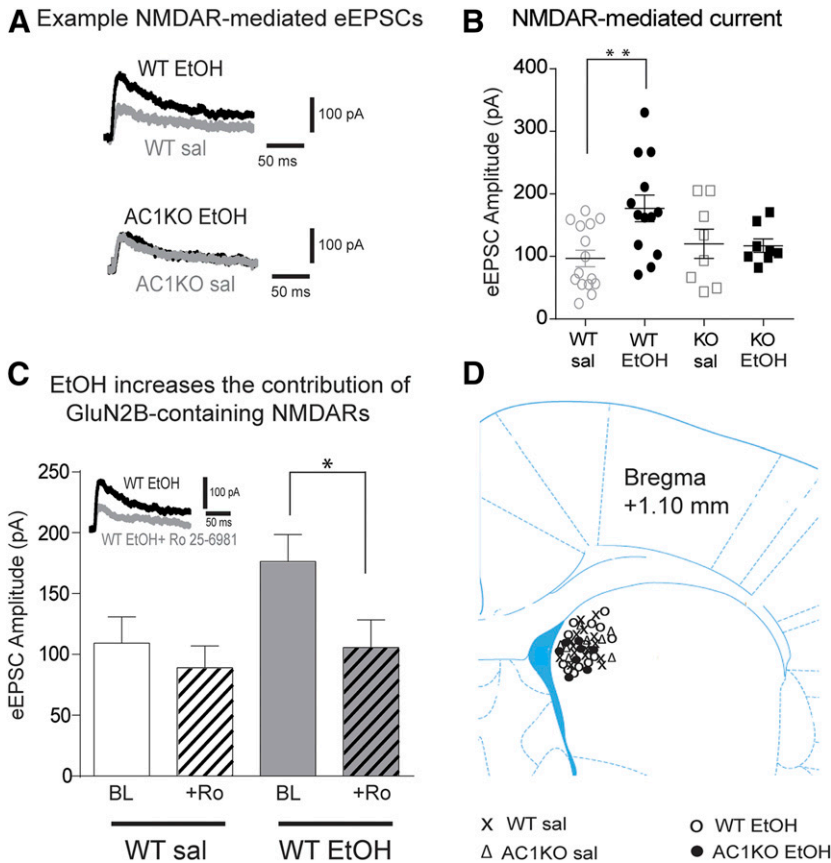 A Example NMDAR-mediated eEPSCs
WT EtOH
WT sal
100 pA
50 ms
AC1KO EtOH
AC1KO sal
100 pA
50 ms
B NMDAR-mediated current
* *
eEPSC Amplitude (pA)
400
300
200
100
0
WT sal
WT EtOH
KO sal
KO EtOH
C EtOH increases the contribution of
GluN2B-containing NMDARs
eEPSC Amplitude (pA)
250
200
150
100
50
0
WT EtOH
100 pA
50 ms
WT EtOH+ Ro 25-6981
*
BL +Ro BL +Ro
WT sal WT EtOH
D
Bregma
+1.10 mm
X WT sal
Δ AC1KO sal
o WT EtOH
● AC1KO EtOH